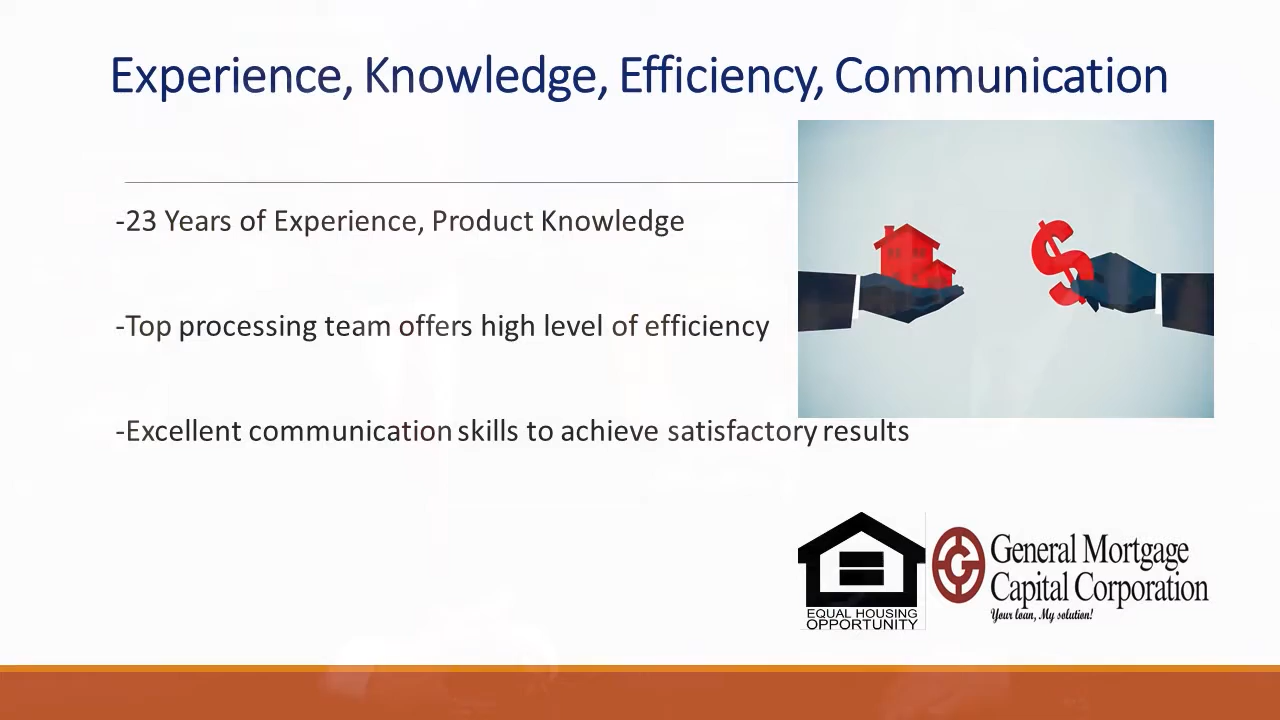 Experience, Knowledge, Efficiency, Communication
-23 Years of Experience, Product Knowledge
-Top processing team offers high level of efficiency
-Excellent communication skills to achieve satisfactory results
EQUAL HOUSING
OPPORTUNITY
General Mortgage
Capital Corporation
Your loan, My solution!